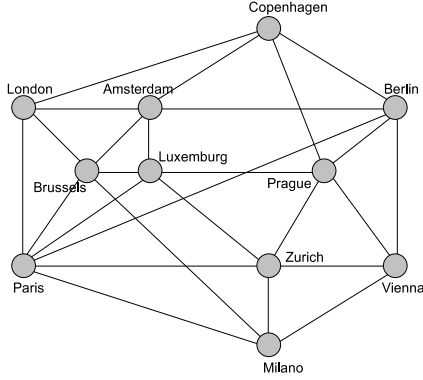 Copenhagen
London
Amsterdam
Berlin
Luxemburg
Brussels
Prague
Zurich
Paris
Vienna
Milano